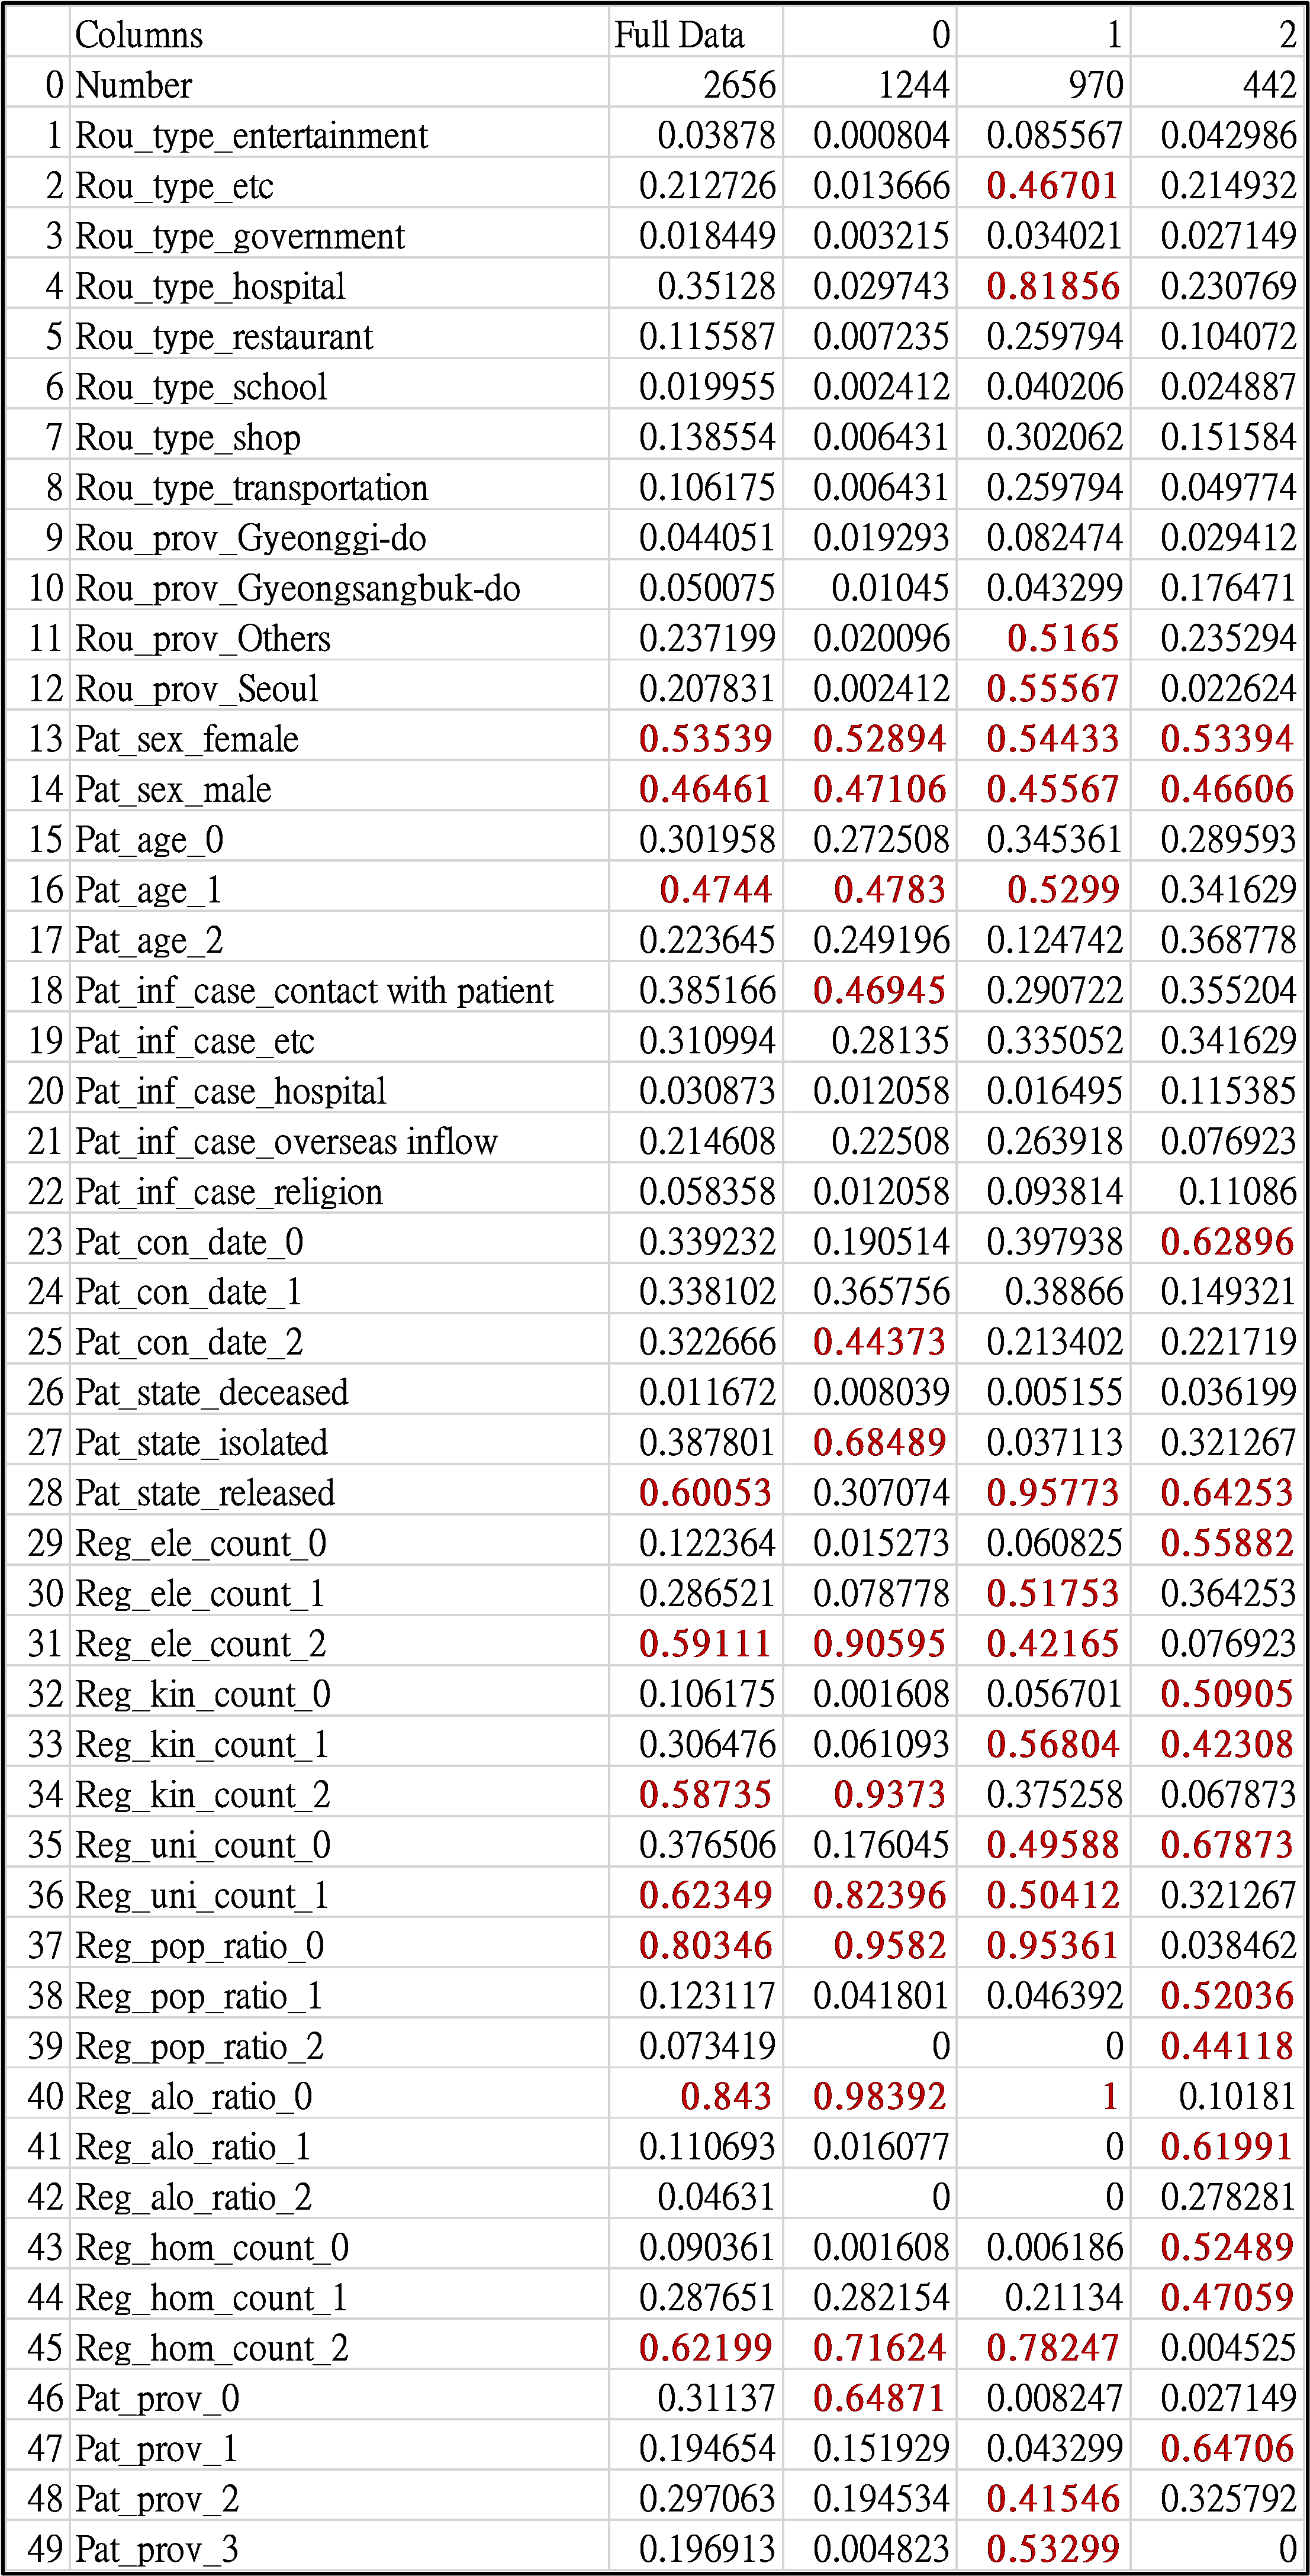 Columns Full Data 0 1 2
0 Number 2656 1244 970 442
1 Rou_type_entertainment 0.03878 0.000804 0.085567 0.042986
2 Rou_type_etc 0.212726 0.013666 0.46701 0.214932
3 Rou_type_government 0.018449 0.003215 0.034021 0.027149
4 Rou_type_hospital 0.35128 0.029743 0.81856 0.230769
5 Rou_type_restaurant 0.115587 0.007235 0.259794 0.104072
6 Rou_type_school 0.019955 0.002412 0.040206 0.024887
7 Rou_type_shop 0.138554 0.006431 0.302062 0.151584
8 Rou_type_transportation 0.106175 0.006431 0.259794 0.049774
9 Rou_prov_Gyeonggi-do 0.044051 0.019293 0.082474 0.029412
10 Rou_prov_Gyeongsangbuk-do 0.050075 0.01045 0.043299 0.176471
11 Rou_prov_Others 0.237199 0.020096 0.5165 0.235294
12 Rou_prov_Seoul 0.207831 0.002412 0.55567 0.022624
13 Pat_sex_female 0.53539 0.52894 0.54433 0.53394
14 Pat_sex_male 0.46461 0.47106 0.45567 0.46606
15 Pat_age_0 0.301958 0.272508 0.345361 0.289593
16 Pat_age_1 0.4744 0.4783 0.5299 0.341629
17 Pat_age_2 0.223645 0.249196 0.124742 0.368778
18 Pat_inf_case_contact with patient 0.385166 0.46945 0.290722 0.355204
19 Pat_inf_case_etc 0.310994 0.28135 0.335052 0.341629
20 Pat_inf_case_hospital 0.030873 0.012058 0.016495 0.115385
21 Pat_inf_case_overseas inflow 0.214608 0.22508 0.263918 0.076923
22 Pat_inf_case_religion 0.058358 0.012058 0.093814 0.11086
23 Pat_con_date_0 0.339232 0.190514 0.397938 0.62896
24 Pat_con_date_1 0.338102 0.365756 0.38866 0.149321
25 Pat_con_date_2 0.322666 0.44373 0.213402 0.221719
26 Pat_state_deceased 0.011672 0.008039 0.005155 0.036199
27 Pat_state_isolated 0.387801 0.68489 0.037113 0.321267
28 Pat_state_released 0.60053 0.307074 0.95773 0.64253
29 Reg_ele_count_0 0.122364 0.015273 0.060825 0.55882
30 Reg_ele_count_1 0.286521 0.078778 0.51753 0.364253
31 Reg_ele_count_2 0.59111 0.90595 0.42165 0.076923
32 Reg_kin_count_0 0.106175 0.001608 0.056701 0.50905
33 Reg_kin_count_1 0.306476 0.061093 0.56804 0.42308
34 Reg_kin_count_2 0.58735 0.9373 0.375258 0.067873
35 Reg_uni_count_0 0.376506 0.176045 0.49588 0.67873
36 Reg_uni_count_1 0.62349 0.82396 0.50412 0.321267
37 Reg_pop_ratio_0 0.80346 0.9582 0.95361 0.038462
38 Reg_pop_ratio_1 0.123117 0.041801 0.046392 0.52036
39 Reg_pop_ratio_2 0.073419 0 0 0.44118
40 Reg_alo_ratio_0 0.843 0.98392 1 0.10181
41 Reg_alo_ratio_1 0.110693 0.016077 0 0.61991
42 Reg_alo_ratio_2 0.04631 0 0 0.278281
43 Reg_hom_count_0 0.090361 0.001608 0.006186 0.52489
44 Reg_hom_count_1 0.287651 0.282154 0.21134 0.47059
45 Reg_hom_count_2 0.62199 0.71624 0.78247 0.004525
46 Pat_prov_0 0.31137 0.64871 0.008247 0.027149
47 Pat_prov_1 0.194654 0.151929 0.043299 0.64706
48 Pat_prov_2 0.297063 0.194534 0.41546 0.325792
49 Pat_prov_3 0.196913 0.004823 0.53299 0